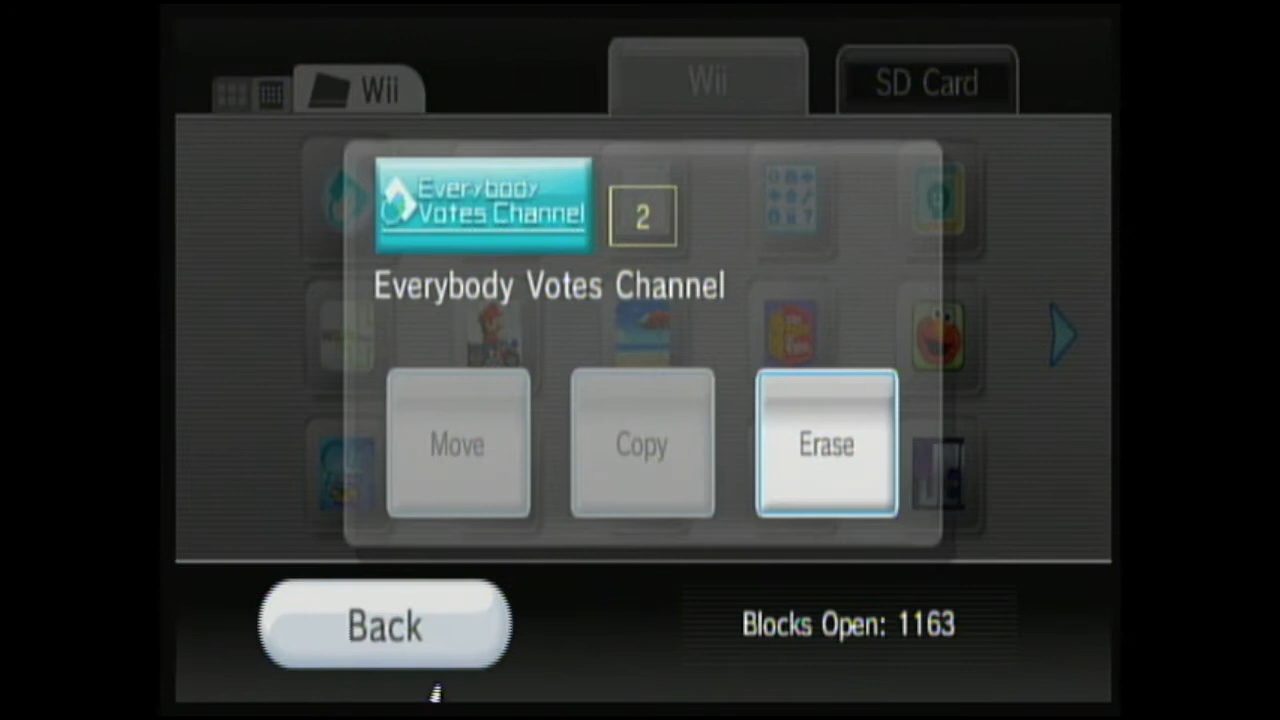 Wii
Wii
SD Card
Everybody
Votes Channel
2
Everybody Votes Channel
Move
Copy
Erase
Back
Blocks Open: 1163